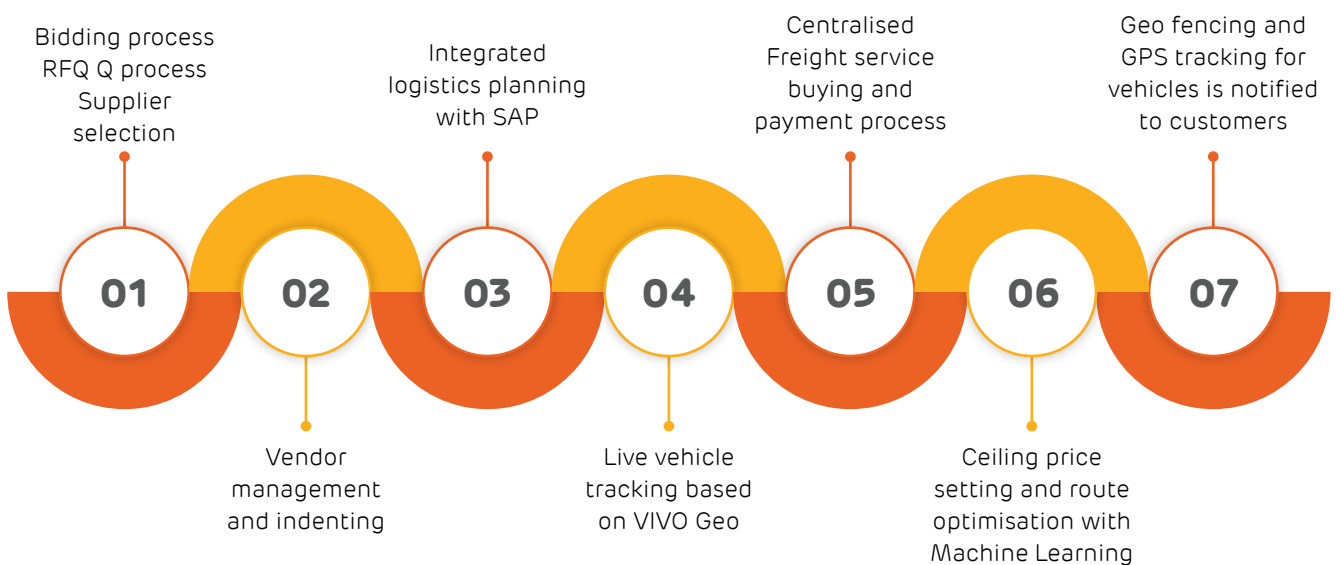 Bidding process
RFQ Q process
Supplier
selection
01
02
Vendor
management
and indenting
Integrated
logistics planning
with SAP
03
04
Live vehicle
tracking based
on VIVO Geo
Centralised
Freight service
buying and
payment process
05
06
Ceiling price
setting and route
optimisation with
Machine Learning
Geo fencing and
GPS tracking for
vehicles is notified
to customers
07